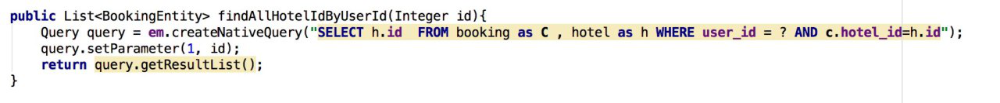 public List<BookingEntity> findAllHotelIdByUserId(Integer id){
    Query query = em.createNativeQuery("SELECT h.id  FROM booking as C , hotel as h WHERE user_id = ? AND c.hotel_id=h.id");
    query.setParameter(1, id);
    return query.getResultList();
}